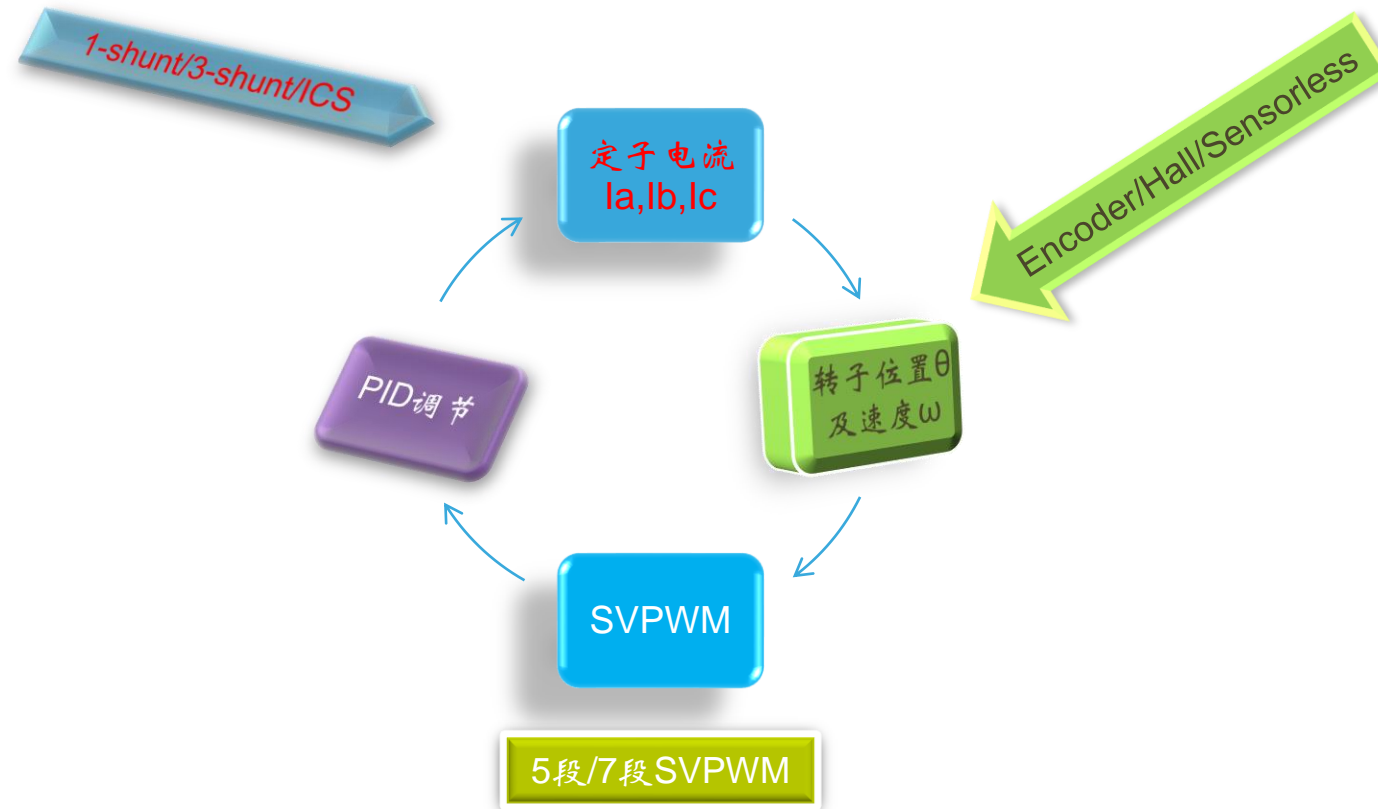 1-shunt/3-shunt/ICS
定子电流
Ia,Ib,Ic
Encoder/Hall/Sensorless
转子位置θ
及速度ω
PID调节
SVPWM
5段/7段SVPWM